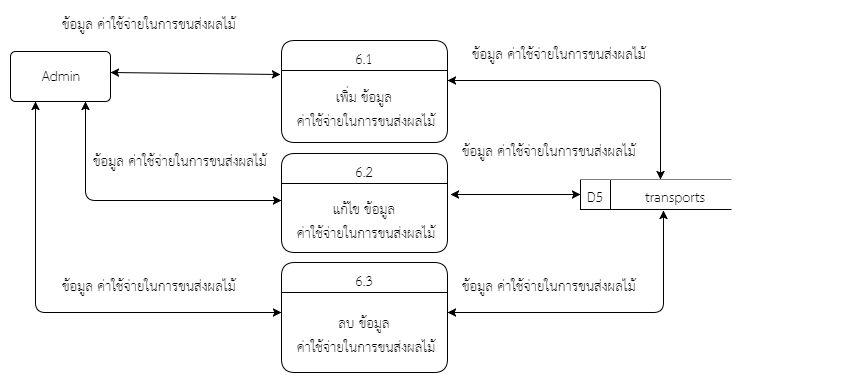 ข้อมูล ค่าใช้จ่ายในการขนส่งผลไม้
Admin
6.1
เพิ่ม ข้อมูล
ค่าใช้จ่ายในการขนส่งผลไม้
ข้อมูล ค่าใช้จ่ายในการขนส่งผลไม้
ข้อมูล ค่าใช้จ่ายในการขนส่งผลไม้
6.2
แก้ไข ข้อมูล
ค่าใช้จ่ายในการขนส่งผลไม้
ข้อมูล ค่าใช้จ่ายในการขนส่งผลไม้
D5 transports
ข้อมูล ค่าใช้จ่ายในการขนส่งผลไม้
6.3
ลบ ข้อมูล
ค่าใช้จ่ายในการขนส่งผลไม้
ข้อมูล ค่าใช้จ่ายในการขนส่งผลไม้